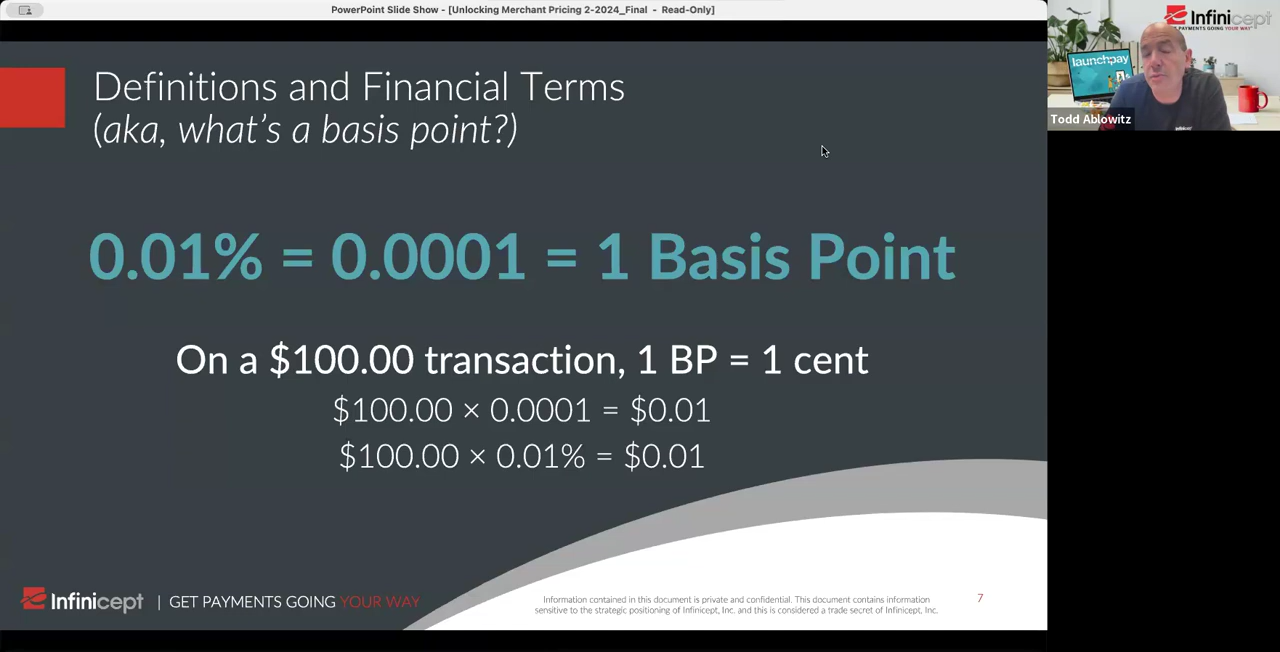 PowerPoint Slide Show - [Unlocking Merchant Pricing 2-2024_Final - Read-Only]
Definitions and Financial Terms
(aka, what's a basis point?)
0.01% = 0.0001 = 1 Basis Point
On a $100.00 transaction, 1 BP = 1 cent
$100.00 × 0.0001 = $0.01
$100.00 × 0.01% = $0.01
Infinicept | GET PAYMENTS GOING YOUR WAY
Information contained in this document is private and confidential. This document contains information
sensitive to the strategic positioning of Infinicept, Inc. and this is considered a trade secret of Infinicept, Inc.
7
Infinicept
PAYMENTS GOING YOUR WAY.
launchpay
Todd Ablowitz